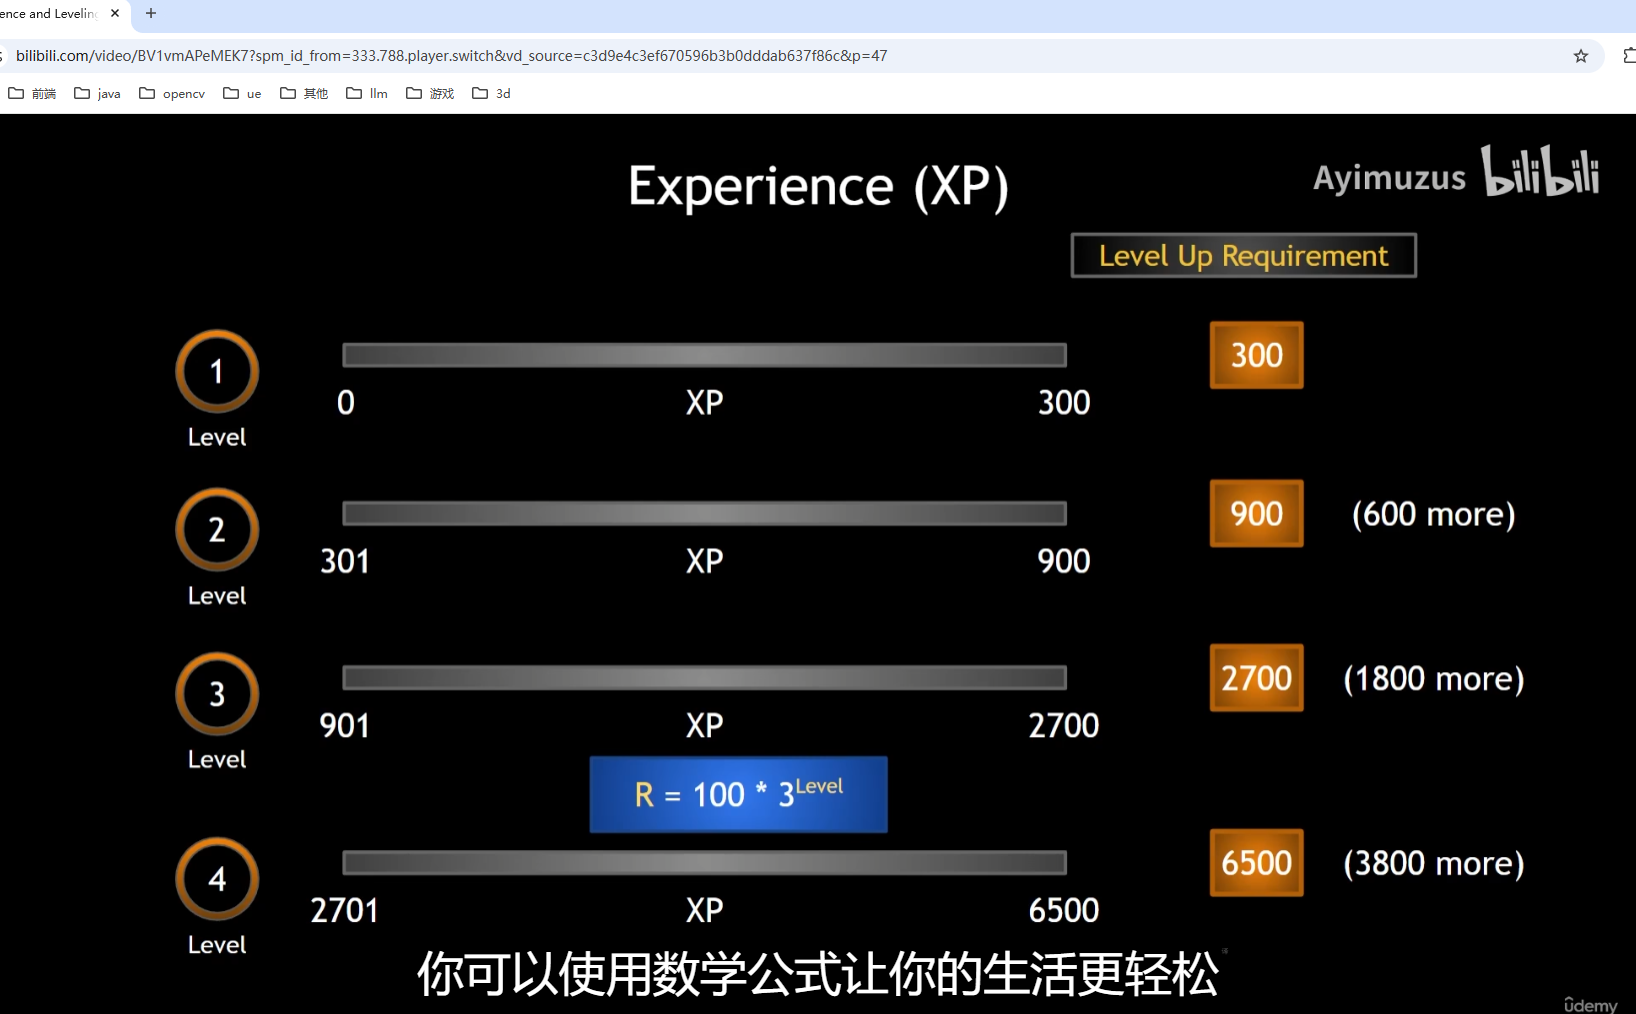 ence and Leveling
bilibili.com/video/BV1vmAPeMEK7?spm_id_from=333.788.player.switch&vd_source=c3d9e4c3ef670596b3b0dddab637f86c&p=47
前端 java opencv ue 其他 llm 游戏 3d
Experience (XP)
Ayimuzus bilibili
Level Up Requirement
1
Level
0 XP 300
300
2
Level
301 XP 900
900 (600 more)
3
Level
901 XP 2700
2700 (1800 more)
R = 100 * 3^Level
4
Level
2701 XP 6500
6500 (3800 more)
你可以使用数学公式让你的生活更轻松
ûdemy